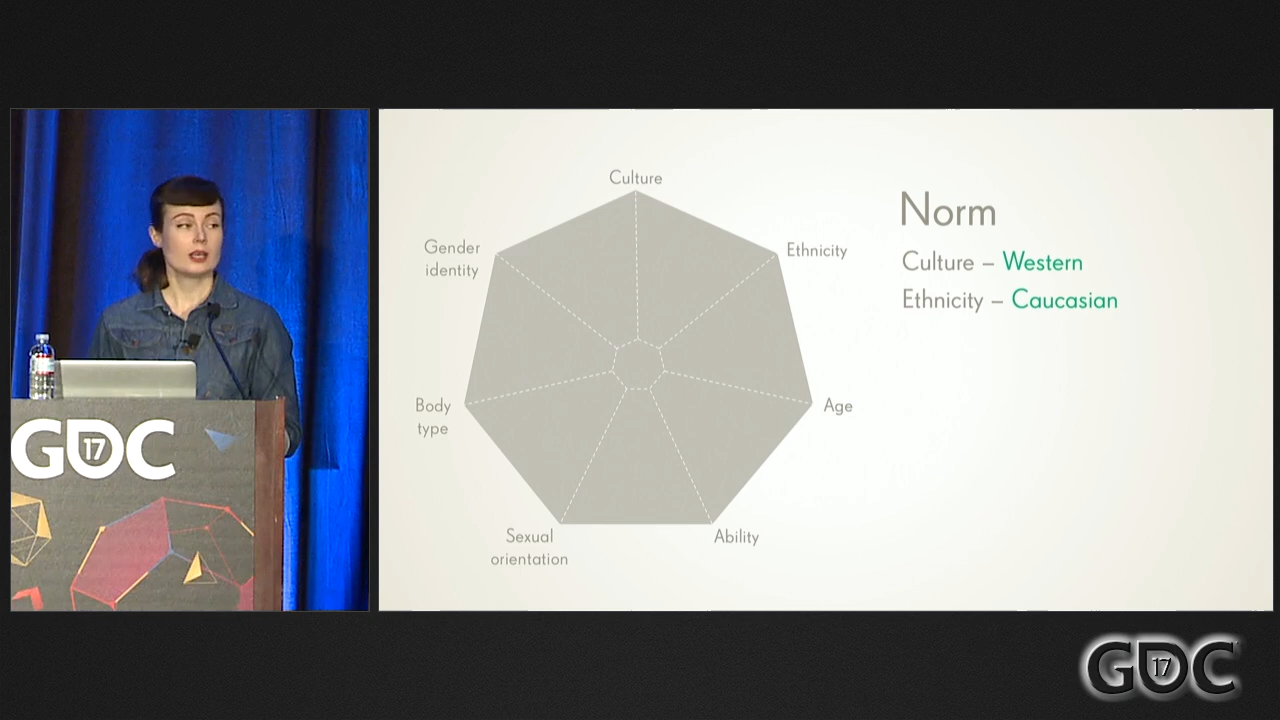 Culture
Gender
identity
Ethnicity
Body
type
Age
Sexual
orientation
Ability
Norm
Culture – Western
Ethnicity – Caucasian
GDC
17
GDC
17